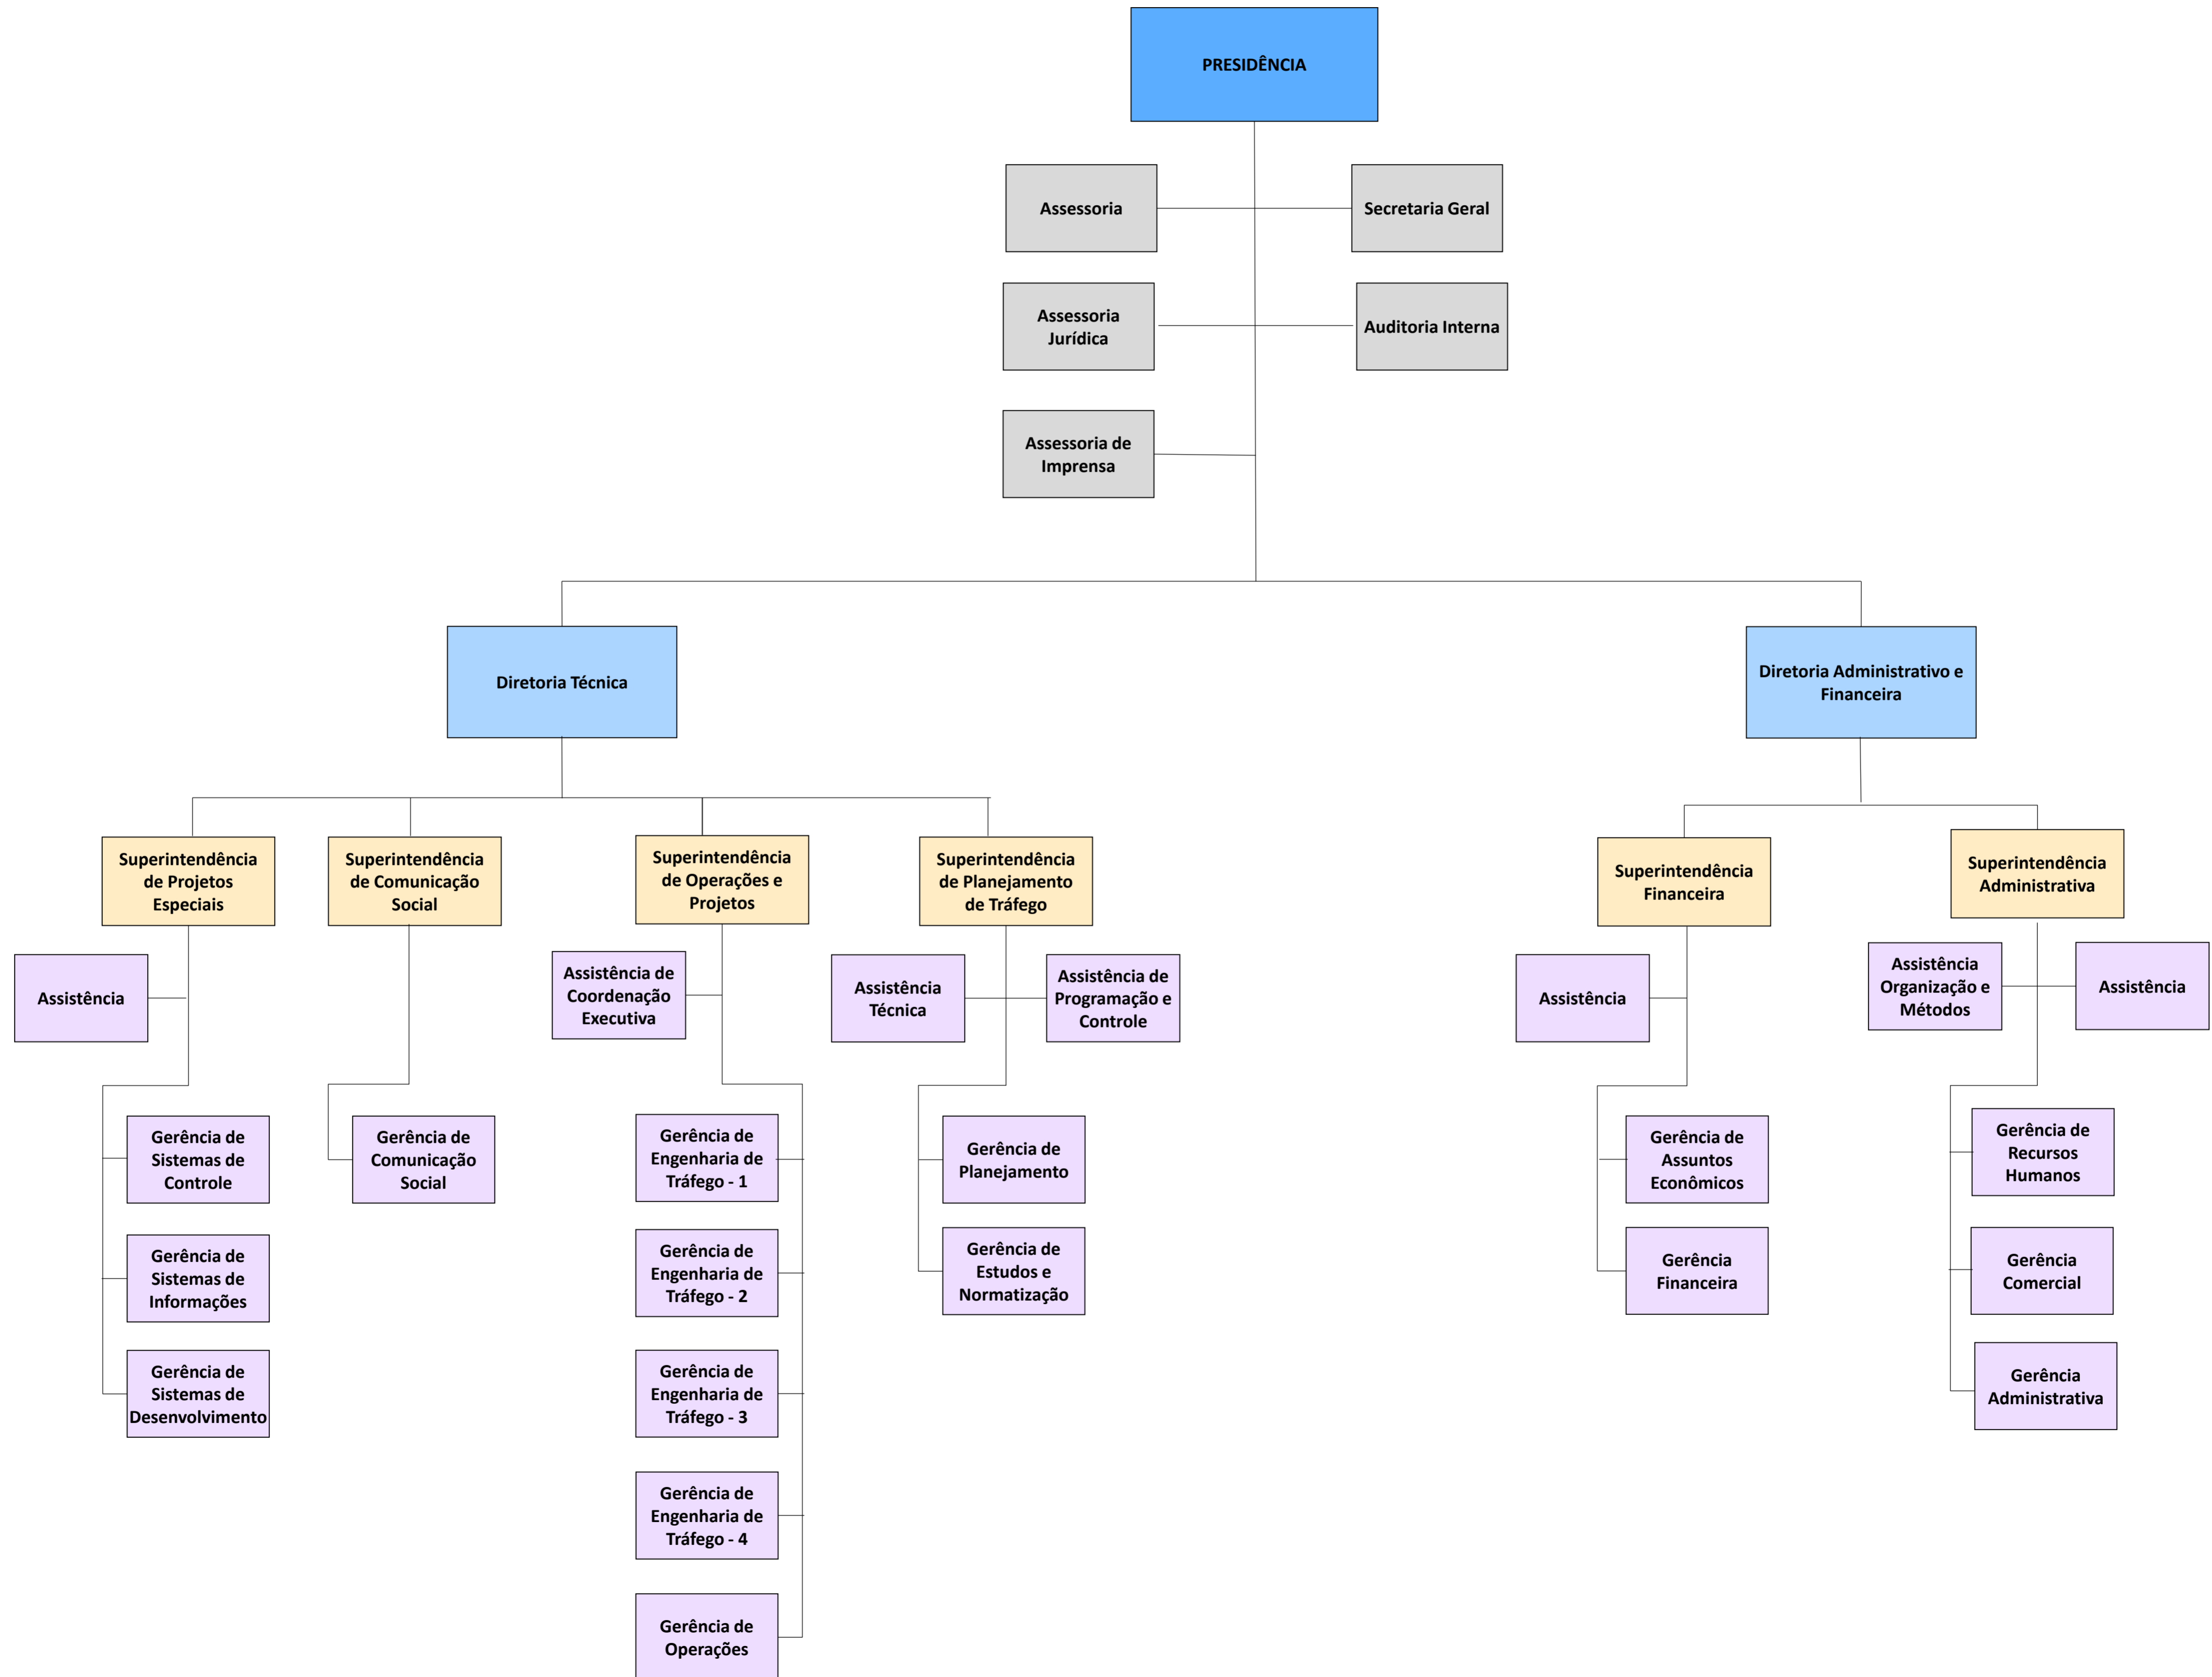 PRESIDÊNCIA
Assessoria
Secretaria Geral
Assessoria
Jurídica
Auditoria Interna
Assessoria de
Imprensa
Diretoria Técnica
Diretoria Administrativo e
Financeira
Superintendência
de Projetos
Especiais
Superintendência
de Comunicação
Social
Superintendência
de Operações e
Projetos
Superintendência
de Planejamento
de Tráfego
Superintendência
Financeira
Superintendência
Administrativa
Assistência
Assistência de
Coordenação
Executiva
Assistência
Técnica
Assistência de
Programação e
Controle
Assistência
Assistência
Organização e
Métodos
Assistência
Gerência de
Sistemas de
Controle
Gerência de
Comunicação
Social
Gerência de
Engenharia de
Tráfego - 1
Gerência de
Planejamento
Gerência de
Assuntos
Econômicos
Gerência de
Recursos
Humanos
Gerência de
Sistemas de
Informações
Gerência de
Engenharia de
Tráfego - 2
Gerência de
Estudos e
Normatização
Gerência
Financeira
Gerência
Comercial
Gerência de
Sistemas de
Desenvolvimento
Gerência de
Engenharia de
Tráfego - 3
Gerência
Administrativa
Gerência de
Engenharia de
Tráfego - 4
Gerência de
Operações